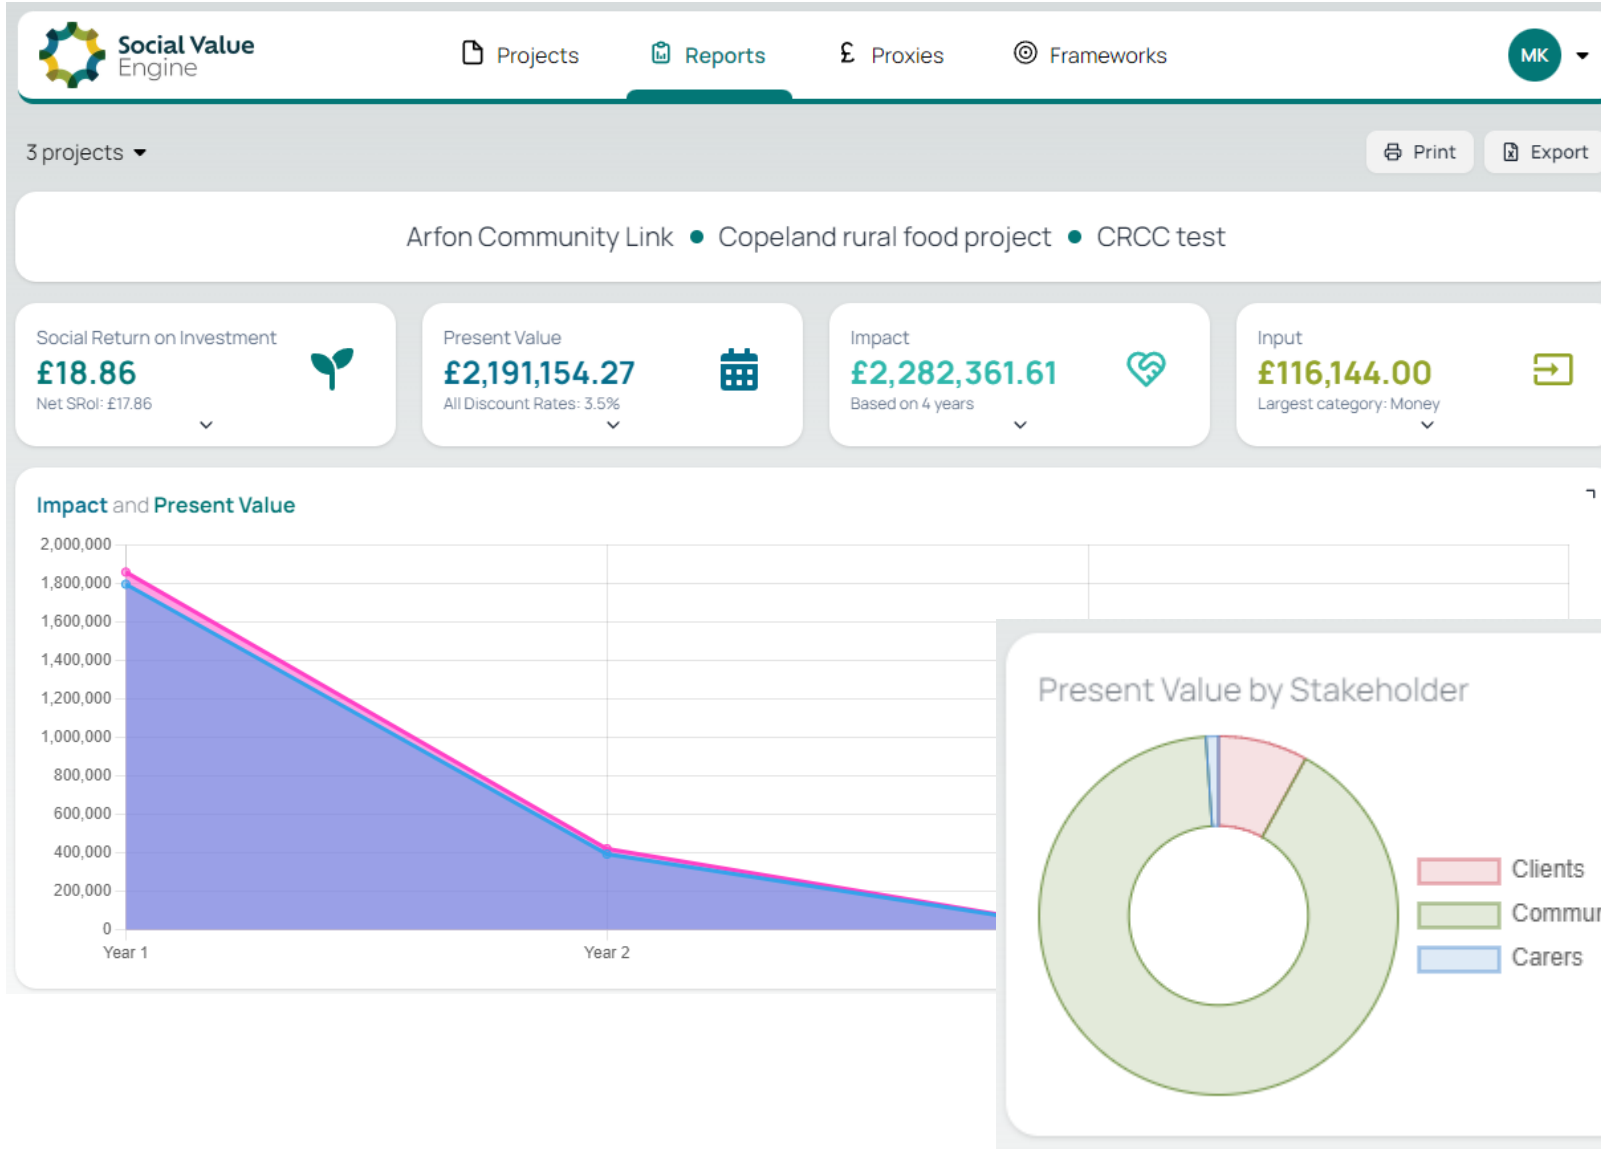 Social Value
Engine
Projects
Reports
£ Proxies
Frameworks
MK
3 projects
Print
Export
Arfon Community Link • Copeland rural food project • CRCC test
Social Return on Investment
£18.86
Net SRoI: £17.86
Present Value
£2,191,154.27
All Discount Rates: 3.5%
Impact
£2,282,361.61
Based on 4 years
Input
£116,144.00
Largest category: Money
Impact and Present Value
2,000,000
1,800,000
1,600,000
1,400,000
1,200,000
1,000,000
800,000
600,000
400,000
200,000
0
Year 1
Year 2
Present Value by Stakeholder
Clients
Carers